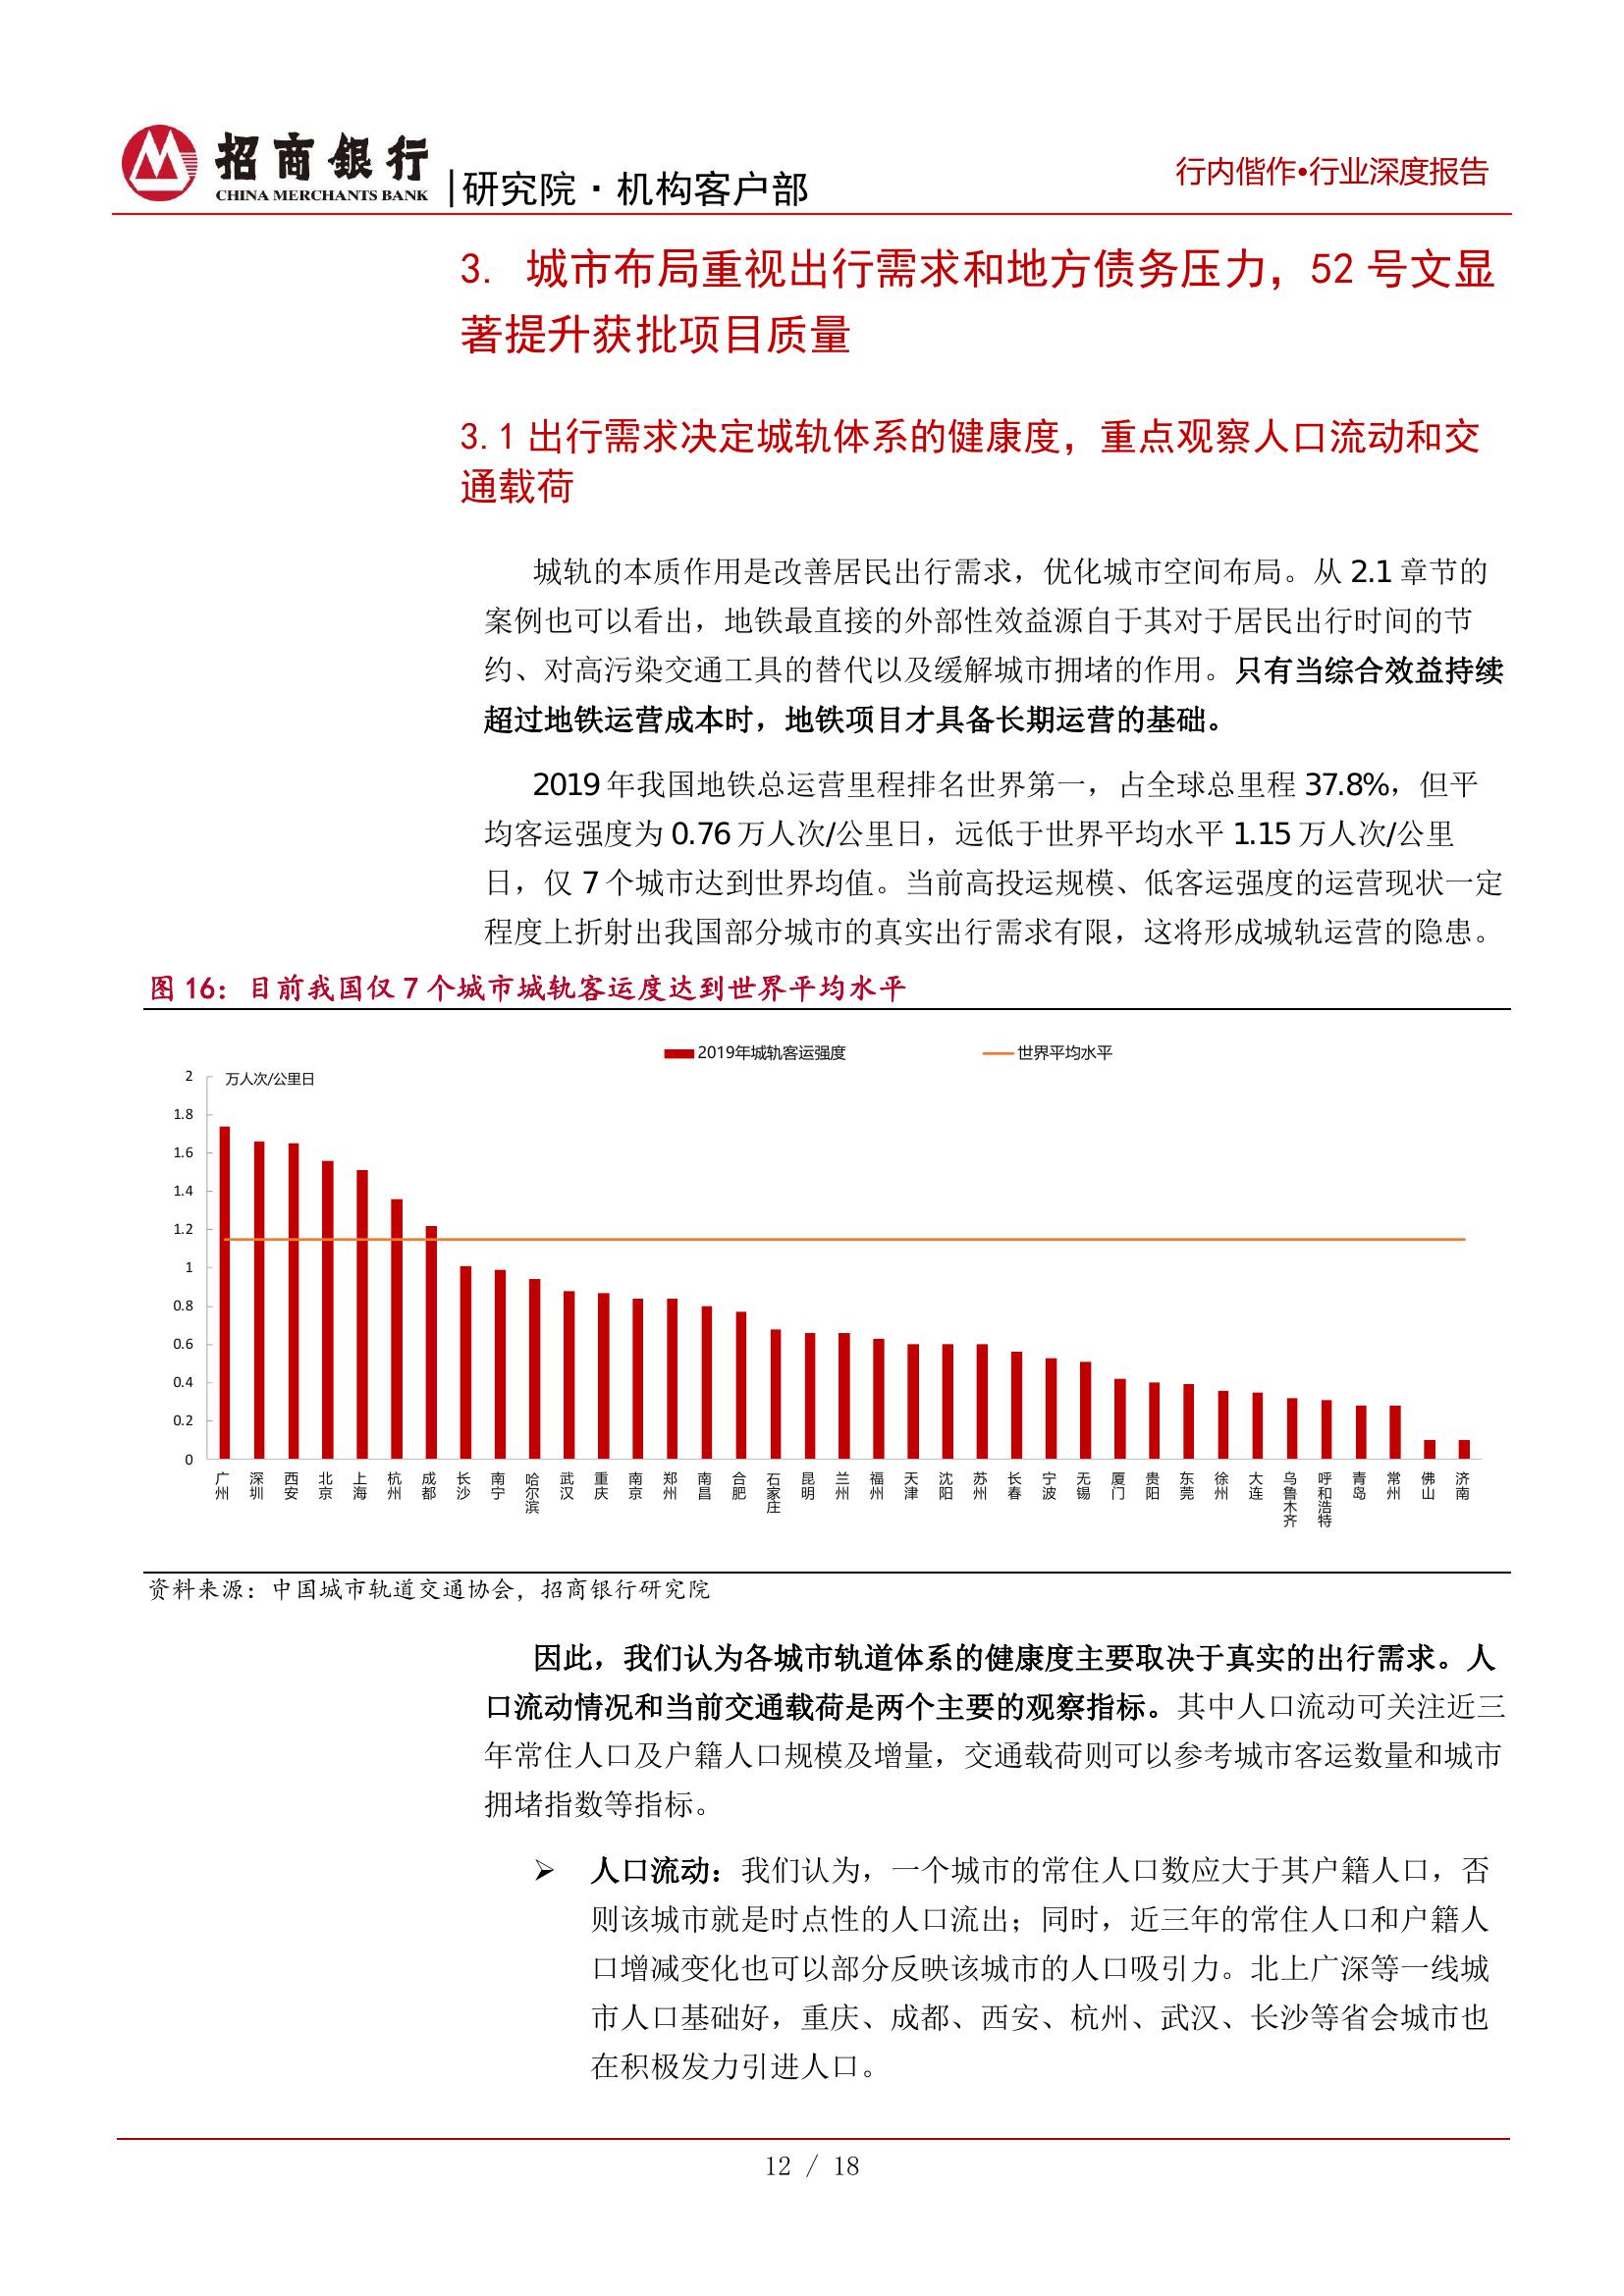 招商银行
CHINA MERCHANTS BANK
|研究院·机构客户部
行内偕作•行业深度报告
3. 城市布局重视出行需求和地方债务压力，52 号文显
著提升获批项目质量
3.1 出行需求决定城轨体系的健康度，重点观察人口流动和交
通载荷
城轨的本质作用是改善居民出行需求，优化城市空间布局。从 2.1 章节的
案例也可以看出，地铁最直接的外部性效益源自于其对于居民出行时间的节
约、对高污染交通工具的替代以及缓解城市拥堵的作用。只有当综合效益持续
超过地铁运营成本时，地铁项目才具备长期运营的基础。
2019 年我国地铁总运营里程排名世界第一，占全球总里程 37.8%，但平
均客运强度为 0.76 万人次/公里日，远低于世界平均水平 1.15 万人次/公里
日，仅 7 个城市达到世界均值。当前高投运规模、低客运强度的运营现状一定
程度上折射出我国部分城市的真实出行需求有限，这将形成城轨运营的隐患。
图 16：目前我国仅 7 个城市城轨客运度达到世界平均水平
2019年城轨客运强度
世界平均水平
万人次/公里日
2
1.8
1.6
1.4
1.2
1
0.8
0.6
0.4
0.2
0
广州
深圳
西安
北京
上海
杭州
成都
长沙
南宁
哈尔滨
武汉
重庆
南京
郑州
南昌
合肥
石家庄
昆明
兰州
福州
天津
沈阳
苏州
长春
宁波
无锡
厦门
贵阳
东莞
徐州
大连
乌鲁木齐
呼和浩特
青岛
常州
佛山
济南
资料来源：中国城市轨道交通协会，招商银行研究院
因此，我们认为各城市轨道体系的健康度主要取决于真实的出行需求。人
口流动情况和当前交通载荷是两个主要的观察指标。其中人口流动可关注近三
年常住人口及户籍人口规模及增量，交通载荷则可以参考城市客运数量和城市
拥堵指数等指标。
➢ 人口流动：我们认为，一个城市的常住人口数应大于其户籍人口，否
则该城市就是时点性的人口流出；同时，近三年的常住人口和户籍人
口增减变化也可以部分反映该城市的人口吸引力。北上广深等一线城
市人口基础好，重庆、成都、西安、杭州、武汉、长沙等省会城市也
在积极发力引进人口。
12 / 18